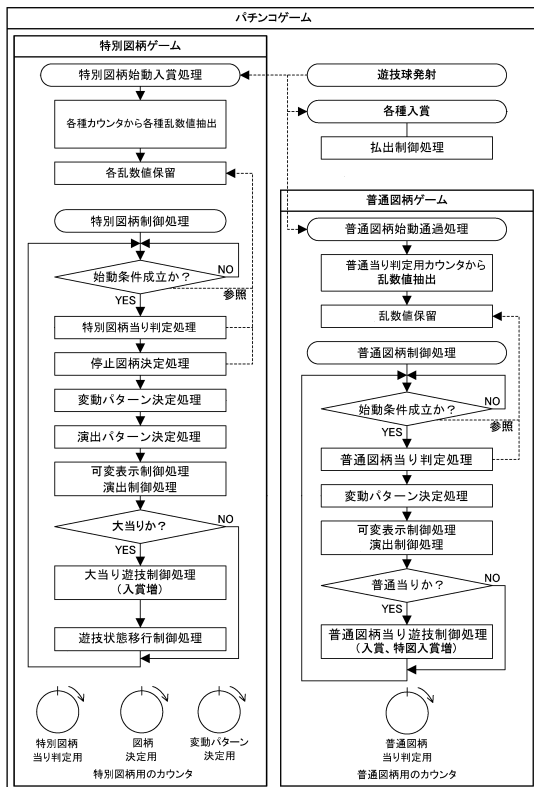 パチンコゲーム
特別図柄ゲーム
特別図柄始動入賞処理
各種カウンタから各種乱数値抽出
各乱数値保留
特別図柄制御処理
始動条件成立か？
NO
YES
参照
特別図柄当り判定処理
停止図柄決定処理
変動パターン決定処理
演出パターン決定処理
可変表示制御処理
演出制御処理
大当りか？
NO
YES
大当り遊技制御処理
(入賞増)
遊技状態移行制御処理
特別図柄
当り判定用
図柄
決定用
変動パターン
決定用
特別図柄用のカウンタ
遊技球発射
各種入賞
払出制御処理
普通図柄ゲーム
普通図柄始動通過処理
普通当り判定用カウンタから
乱数値抽出
乱数値保留
普通図柄制御処理
始動条件成立か？
NO
YES
参照
普通図柄当り判定処理
変動パターン決定処理
可変表示制御処理
演出制御処理
普通当りか？
NO
YES
普通図柄当り遊技制御処理
(入賞、特図入賞増)
普通図柄
当り判定用
普通図柄用のカウンタ